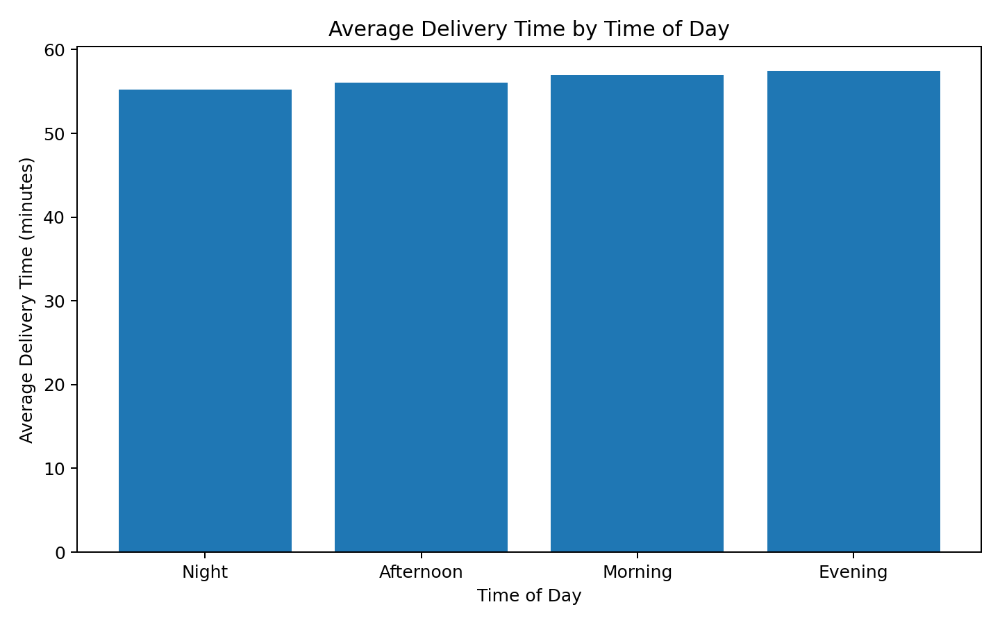 Average Delivery Time by Time of Day
Average Delivery Time (minutes)
60
50
40
30
20
10
0
Night
Afternoon
Morning
Evening
Time of Day